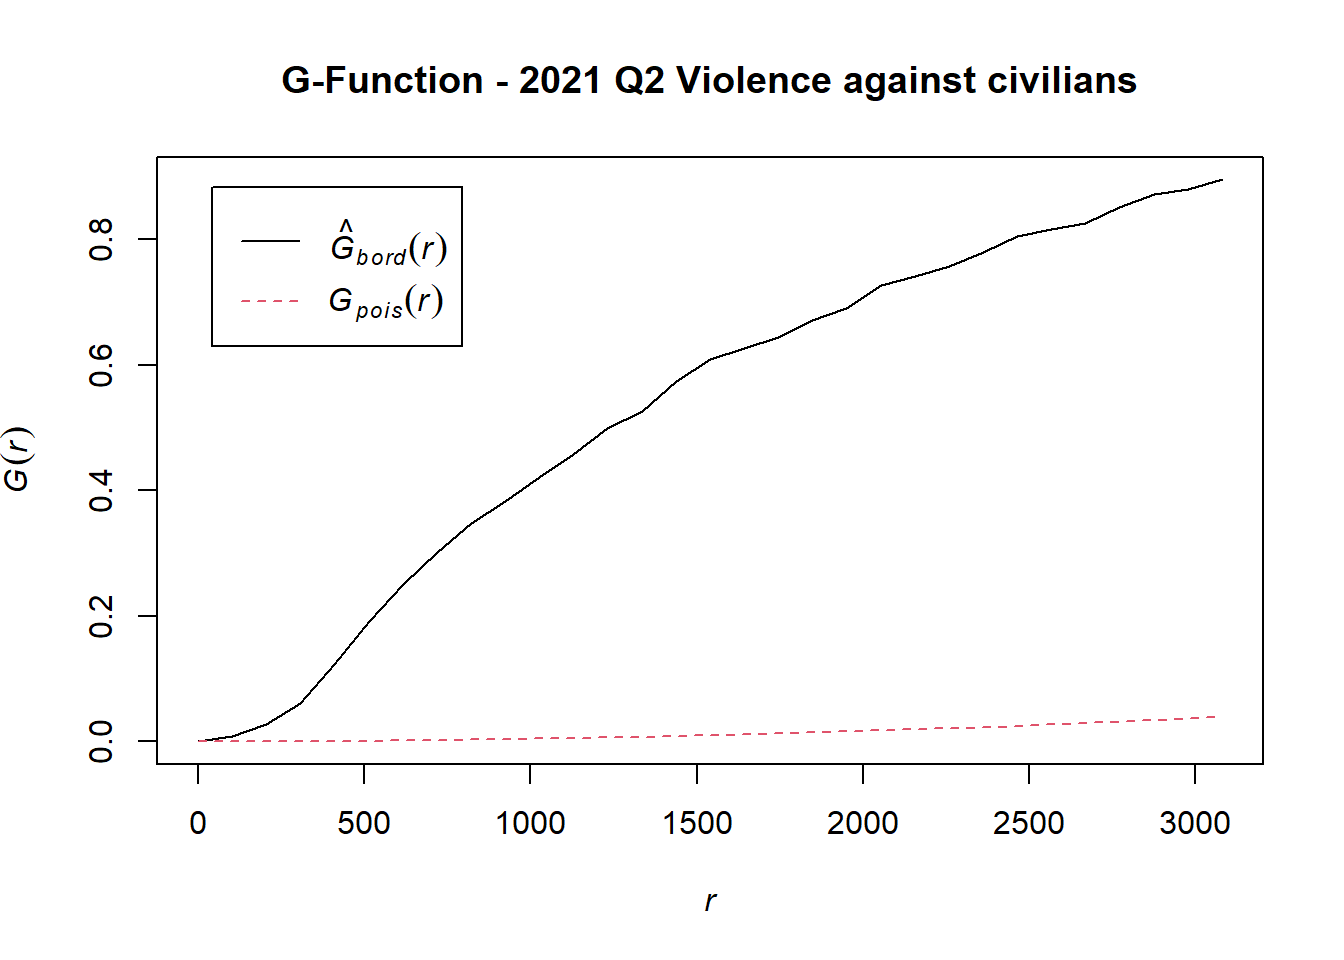 G-Function - 2021 Q2 Violence against civilians
Ĝbord(r)
Gpois(r)
G(r)
0.8
0.6
0.4
0.2
0.0
0 500 1000 1500 2000 2500 3000
r